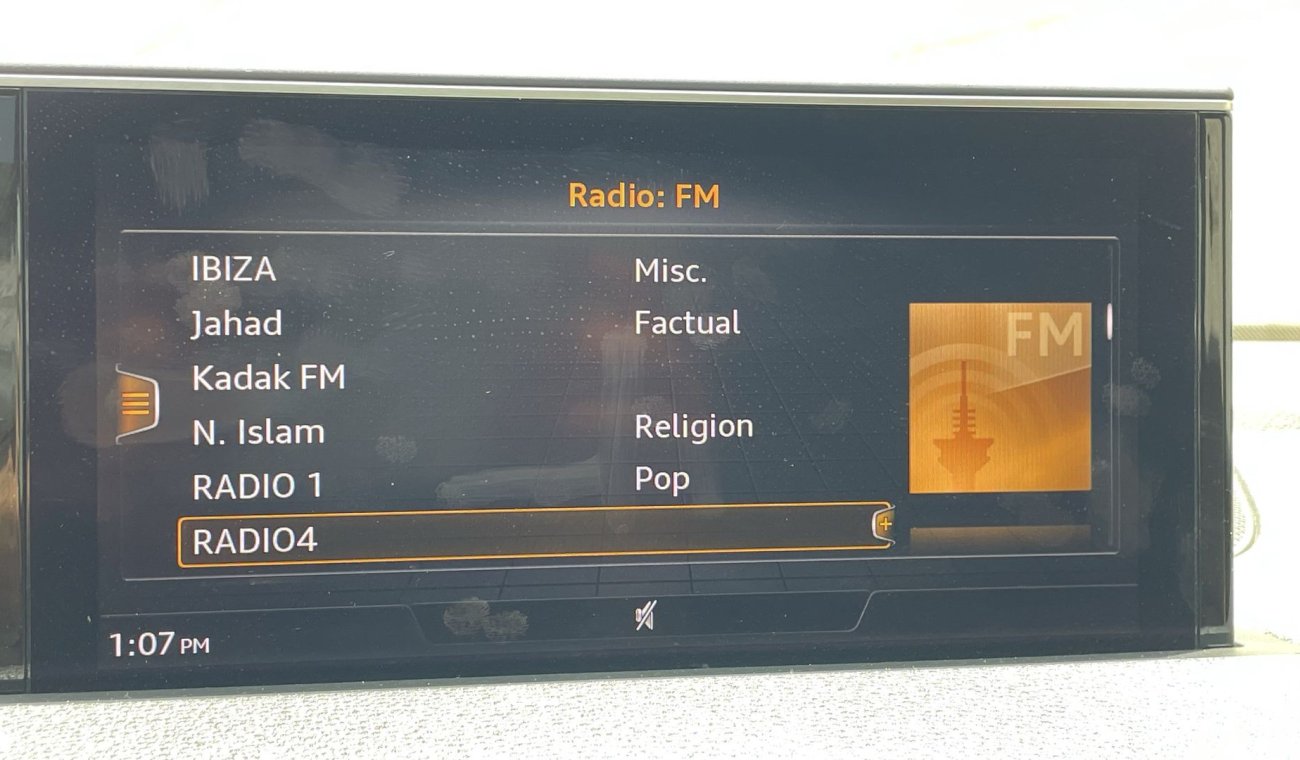 Radio: FM
IBIZA Misc.
Jahad Factual
FM
Kadak FM
N. Islam Religion
RADIO 1 Pop
RADIO4
1:07 PM